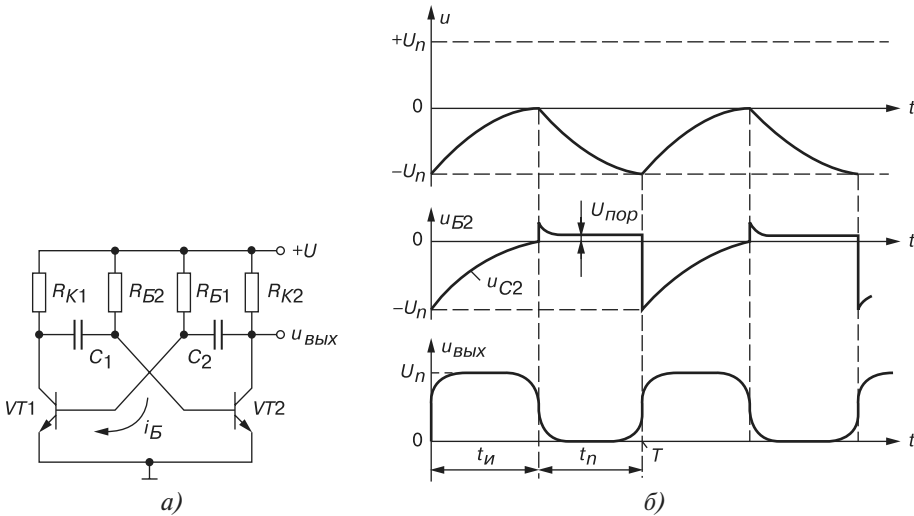 +U
R_K1
R_Б2
R_Б1
R_K2
u_вых
C_1
C_2
VT1
VT2
i_Б
а)
u
+U_п
0
t
−U_п
u_Б2
U_пор
0
t
u_C2
−U_п
u_вых
U_п
0
T
t
t_и
t_п
б)